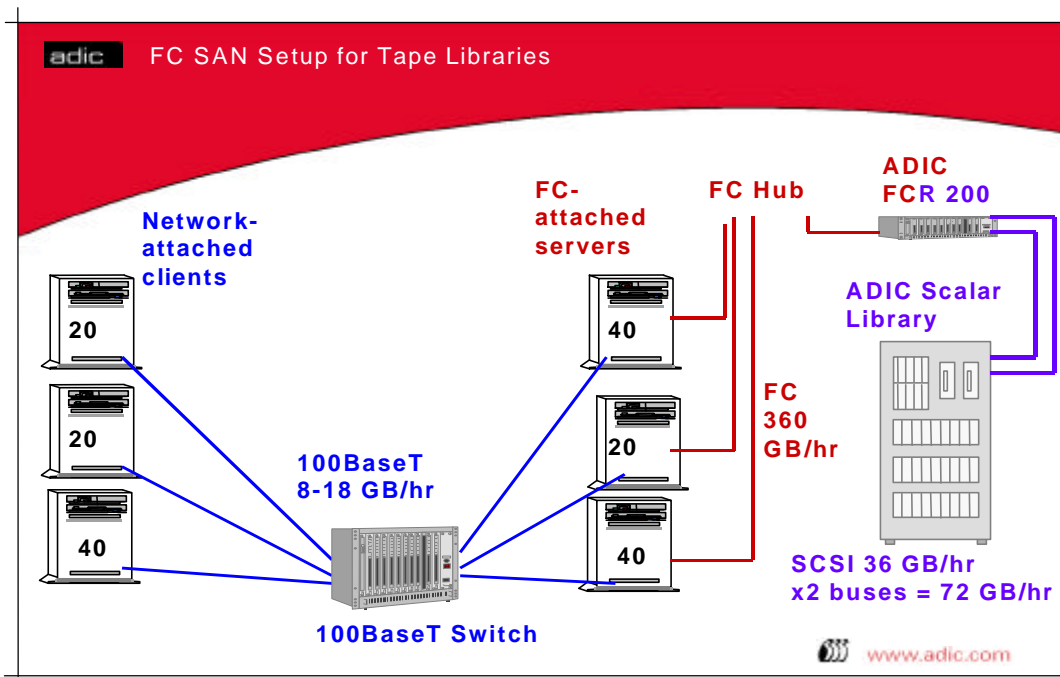 adic FC SAN Setup for Tape Libraries
Network-
attached
clients
20
20
40
100BaseT
8-18 GB/hr
100BaseT Switch
FC-
attached
servers
40
20
40
FC Hub
FC
360
GB/hr
ADIC
FCR 200
ADIC Scalar
Library
SCSI 36 GB/hr
x2 buses = 72 GB/hr
www.adic.com